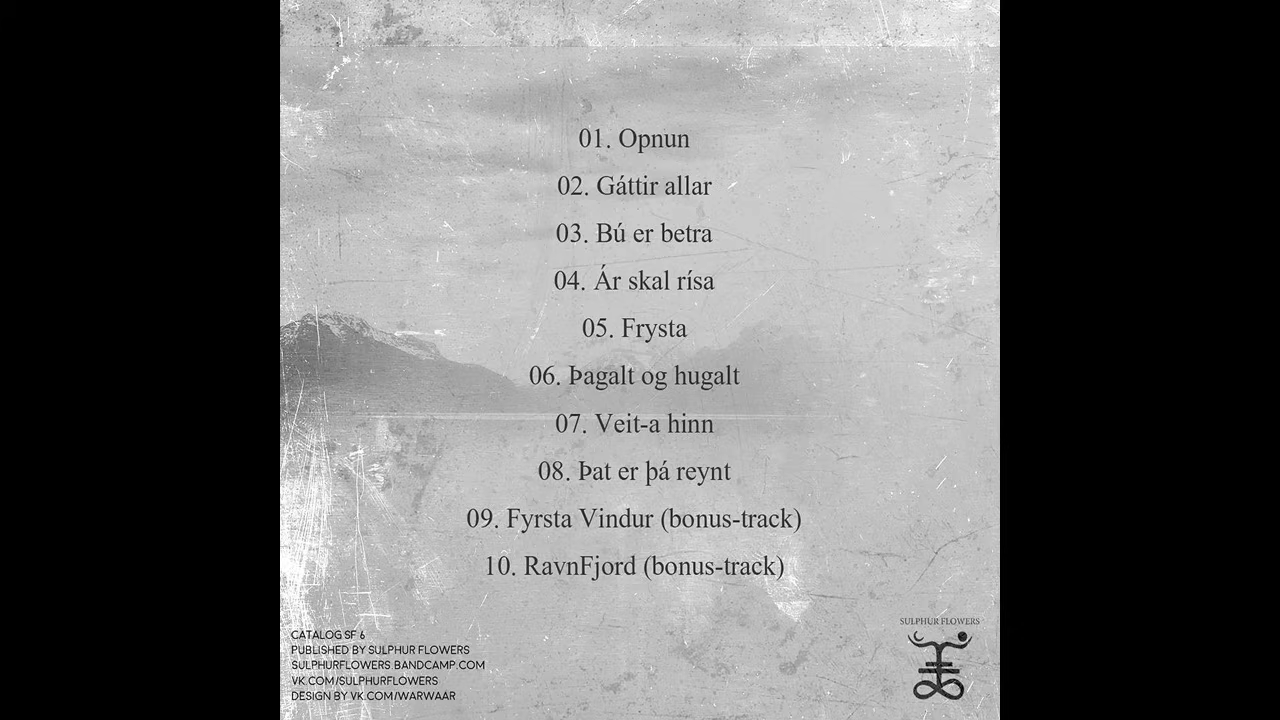 01. Opnun
02. Gáttir allar
03. Bú er betra
04. Ár skal rísa
05. Frysta
06. Þagalt og hugalt
07. Veit-a hinn
08. Þat er þá reynt
09. Fyrsta Vindur (bonus-track)
10. RavnFjord (bonus-track)
CATALOG SF 6
PUBLISHED BY SULPHUR FLOWERS
SULPHURFLOWERS.BANDCAMP.COM
VK.COM/SULPHURFLOWERS
DESIGN BY VK.COM/WARWAAR
SULPHUR FLOWERS